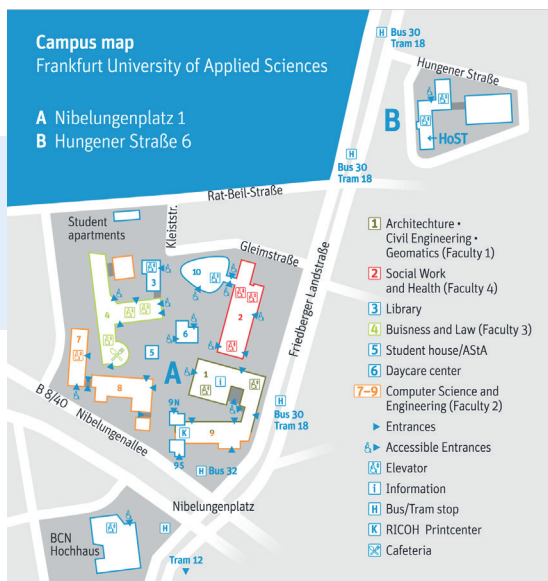 Campus map
Frankfurt University of Applied Sciences
A Nibelungenplatz 1
B Hungener Straße 6
H Bus 30
Tram 18
Hungener Straße
B
HoST
H
Bus 30
Tram 18
Rat-Beil-Straße
Student
apartments
Kleiststr.
Gleimstraße
Friedberger Landstraße
3
10
2
4
6
7
5
A
1
i
8
9N
K
9
9S
H
Bus 30
Tram 18
H Bus 32
B 8/40
Nibelungenallee
Nibelungenplatz
BCN
Hochhaus
H
Tram 12
1 Architechture •
Civil Engineering •
Geomatics (Faculty 1)
2 Social Work
and Health (Faculty 4)
3 Library
4 Buisness and Law (Faculty 3)
5 Student house/AStA
6 Daycare center
7–9 Computer Science and
Engineering (Faculty 2)
Entrances
Accessible Entrances
Elevator
i Information
H Bus/Tram stop
K RICOH Printcenter
Cafeteria